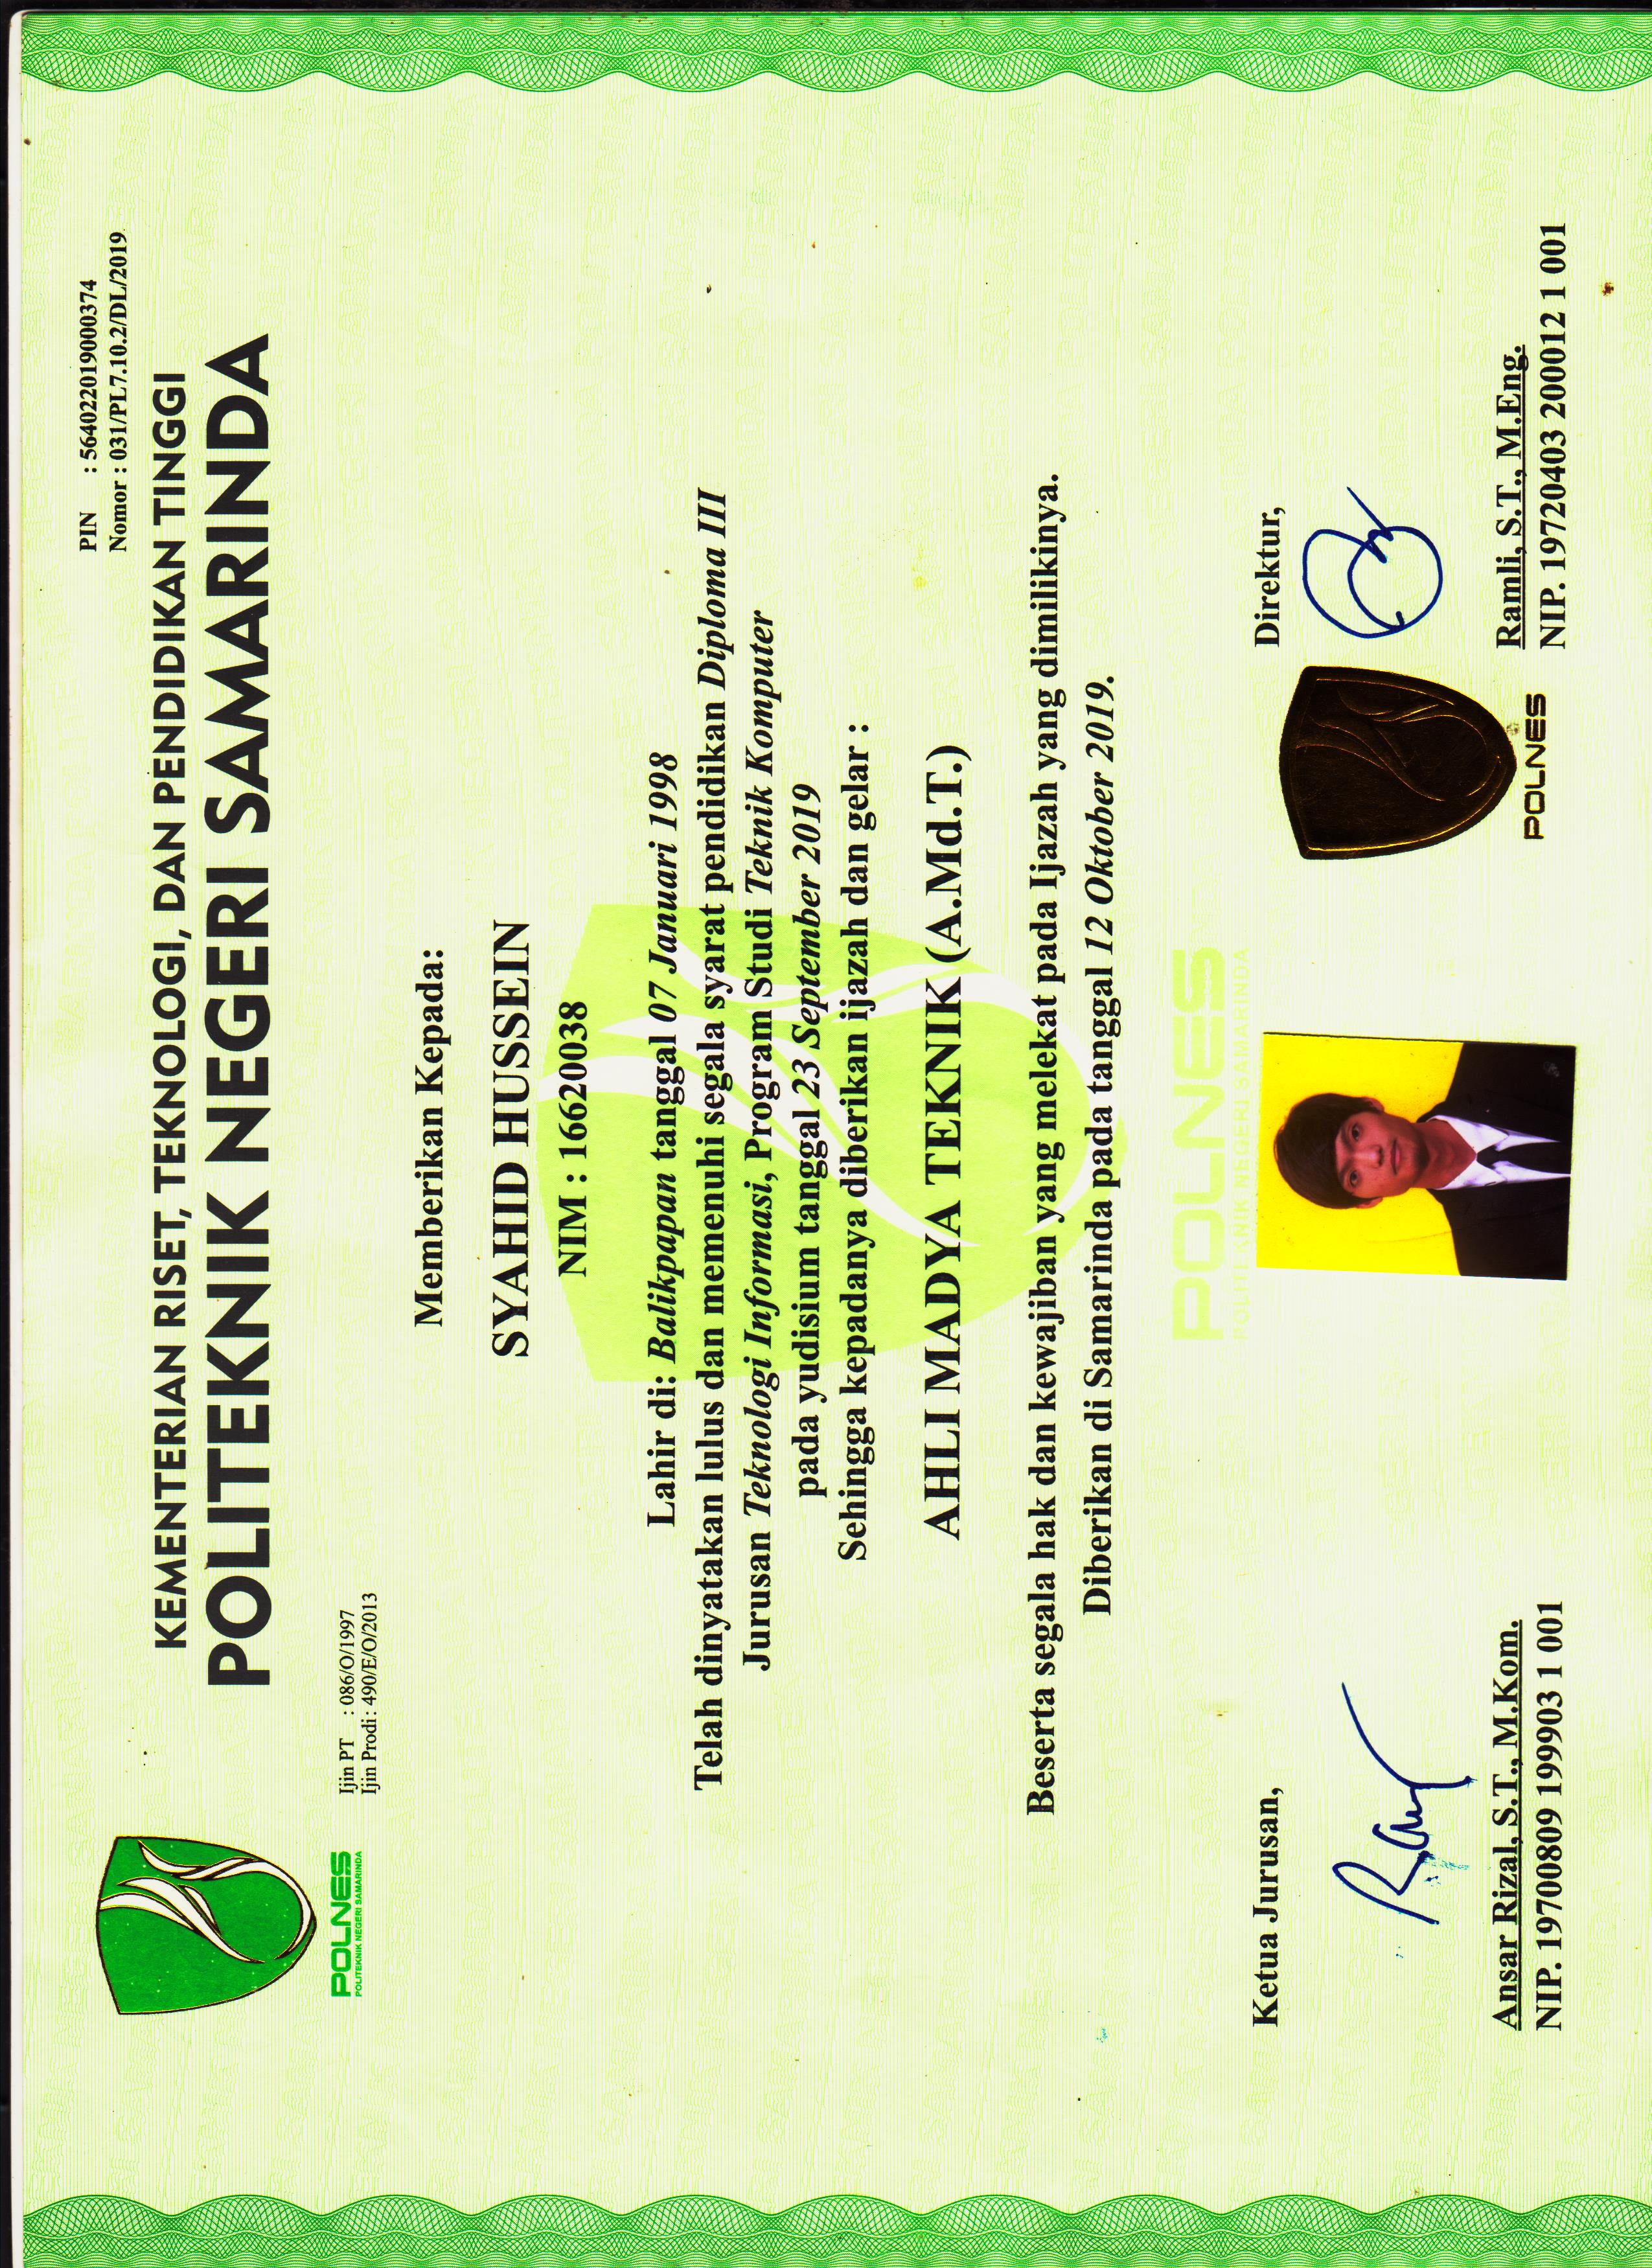 PIN : 564022019000374
Nomor : 031/PL7.10.2/DL/2019
KEMENTERIAN RISET, TEKNOLOGI, DAN PENDIDIKAN TINGGI
POLITEKNIK NEGERI SAMARINDA
POLNES
POLITEKNIK NEGERI SAMARINDA
Ijin PT : 086/O/1997
Ijin Prodi : 490/E/O/2013
Memberikan Kepada:
SYAHID HUSSEIN
NIM : 16620038
Lahir di: Balikpapan tanggal 07 Januari 1998
Telah dinyatakan lulus dan memenuhi segala syarat pendidikan Diploma III
Jurusan Teknologi Informasi, Program Studi Teknik Komputer
pada yudisium tanggal 23 September 2019
Sehingga kepadanya diberikan ijazah dan gelar :
AHLI MADYA TEKNIK (A.Md.T.)
Beserta segala hak dan kewajiban yang melekat pada Ijazah yang dimilikinya.
Diberikan di Samarinda pada tanggal 12 Oktober 2019.
POLNES
POLITEKNIK NEGERI SAMARINDA
Ketua Jurusan,
Direktur,
Ansar Rizal, S.T., M.Kom.
NIP. 19700809 199903 1 001
POLNES
Ramli, S.T., M.Eng.
NIP. 19720403 200012 1 001